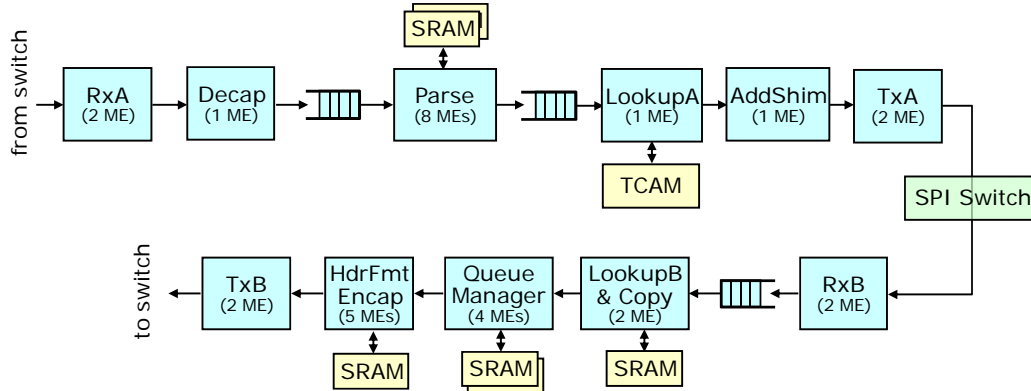 from switch
RxA
(2 ME)
Decap
(1 ME)
SRAM
Parse
(8 MEs)
LookupA
(1 ME)
TCAM
AddShim
(1 ME)
TxA
(2 ME)
SPI Switch
to switch
TxB
(2 ME)
HdrFmt
Encap
(5 MEs)
SRAM
Queue
Manager
(4 MEs)
SRAM
LookupB
& Copy
(2 ME)
SRAM
RxB
(2 ME)